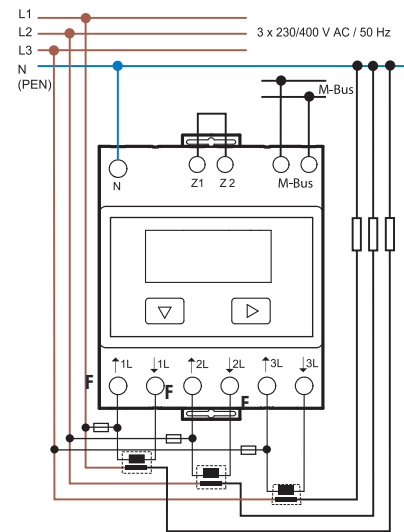 L1
L2
L3
N
(PEN)
3 x 230/400 V AC / 50 Hz
M-Bus
N
Z1
Z2
M-Bus
↑1L
↓1L
↑2L
↓2L
↑3L
↓3L
F
F
F